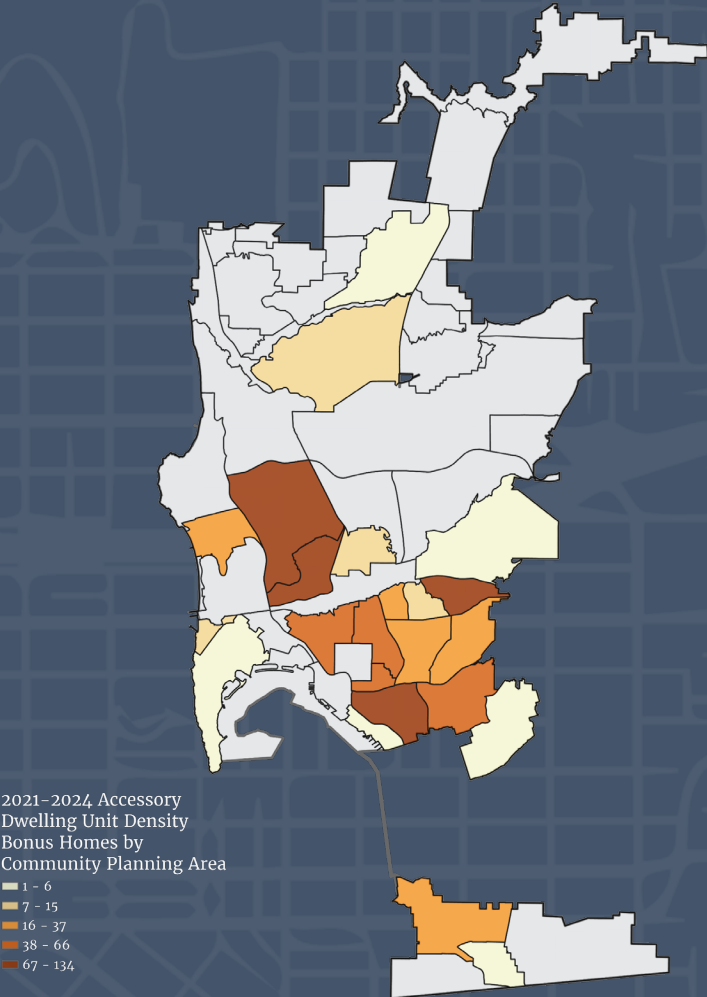 2021-2024 Accessory
Dwelling Unit Density
Bonus Homes by
Community Planning Area
1 - 6
7 - 15
16 - 37
38 - 66
67 - 134